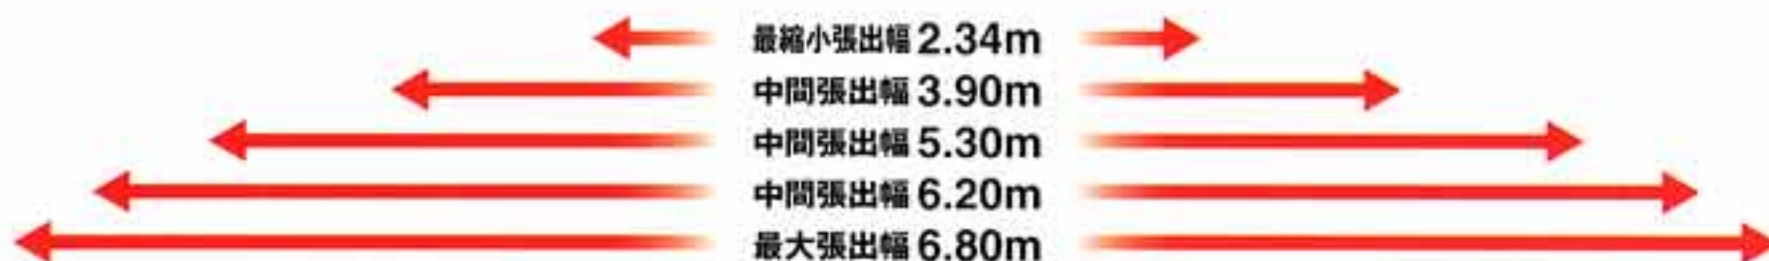 最縮小張出幅 2.34m
中間張出幅 3.90m
中間張出幅 5.30m
中間張出幅 6.20m
最大張出幅 6.80m